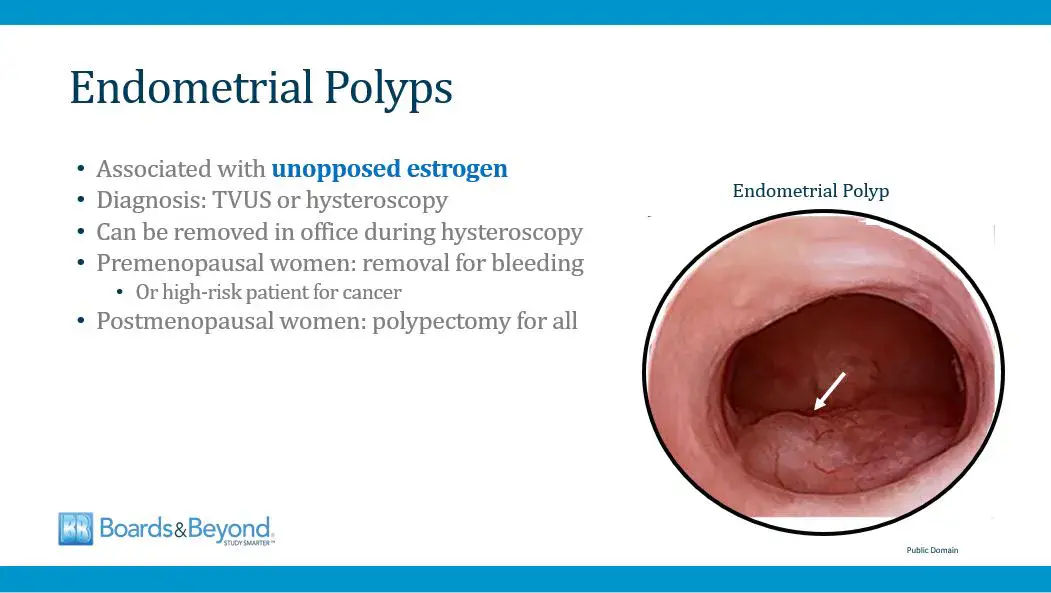 Endometrial Polyps
• Associated with unopposed estrogen
• Diagnosis: TVUS or hysteroscopy
• Can be removed in office during hysteroscopy
• Premenopausal women: removal for bleeding
• Or high-risk patient for cancer
• Postmenopausal women: polypectomy for all
Endometrial Polyp
BB Boards&Beyond®
STUDY SMARTER™
Public Domain